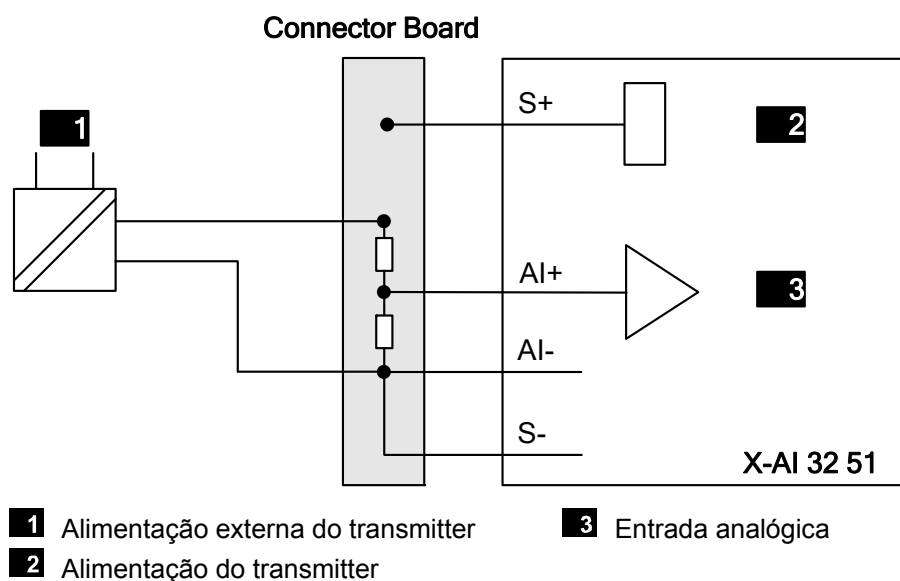 Connector Board
1
S+
2
AI+
3
AI-
S-
X-AI 32 51
1 Alimentação externa do transmitter
3 Entrada analógica
2 Alimentação do transmitter